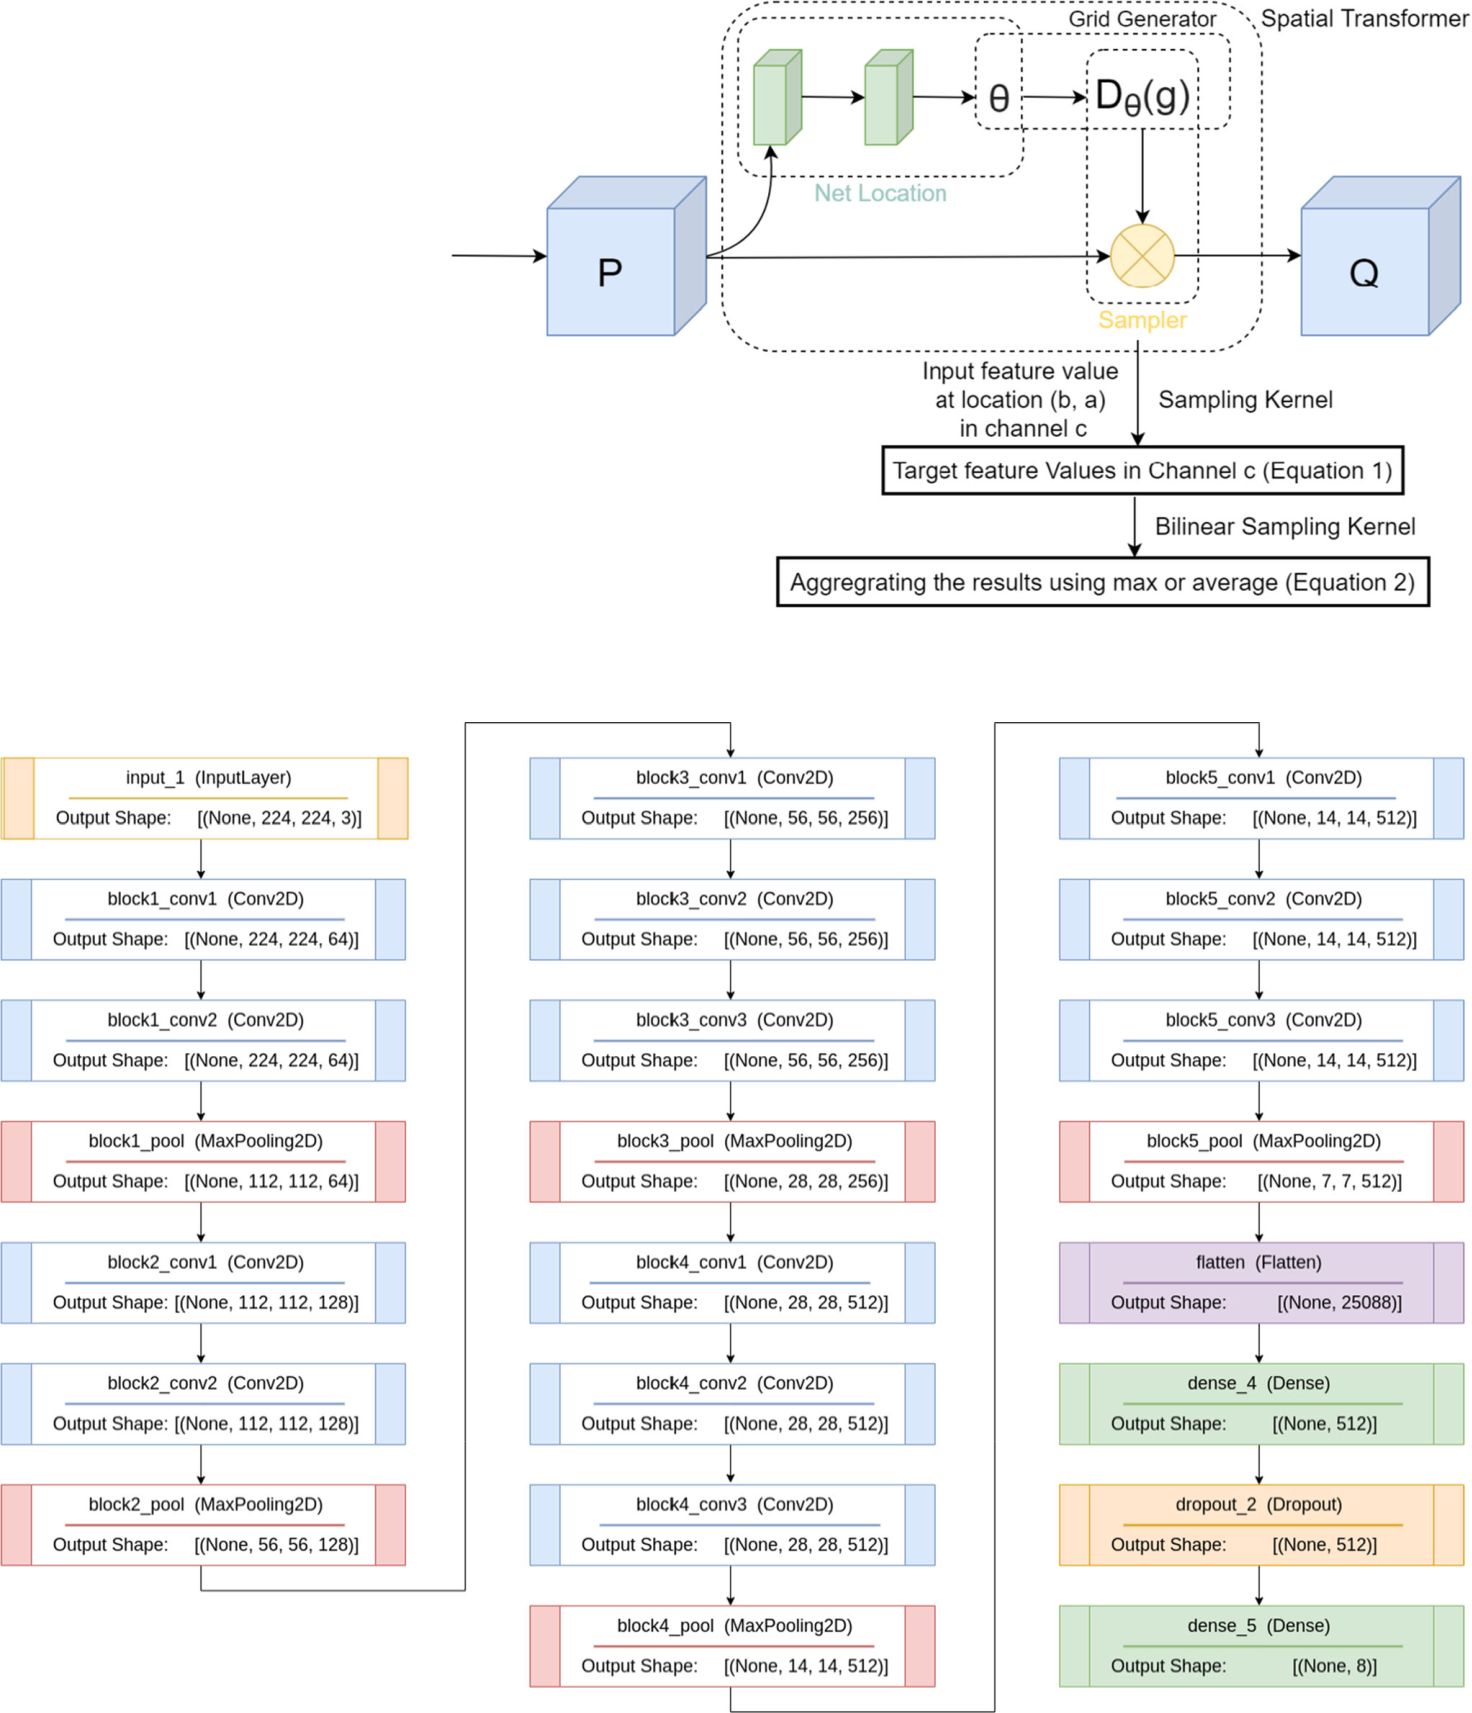 Grid Generator
Spatial Transformer
θ
Dθ(g)
Net Location
P
Q
Sampler
Input feature value
at location (b, a)
in channel c
Sampling Kernel
Target feature Values in Channel c (Equation 1)
Bilinear Sampling Kernel
Aggregrating the results using max or average (Equation 2)
input_1 (InputLayer)
Output Shape: [(None, 224, 224, 3)]
block1_conv1 (Conv2D)
Output Shape: [(None, 224, 224, 64)]
block1_conv2 (Conv2D)
Output Shape: [(None, 224, 224, 64)]
block1_pool (MaxPooling2D)
Output Shape: [(None, 112, 112, 64)]
block2_conv1 (Conv2D)
Output Shape: [(None, 112, 112, 128)]
block2_conv2 (Conv2D)
Output Shape: [(None, 112, 112, 128)]
block2_pool (MaxPooling2D)
Output Shape: [(None, 56, 56, 128)]
block3_conv1 (Conv2D)
Output Shape: [(None, 56, 56, 256)]
block3_conv2 (Conv2D)
Output Shape: [(None, 56, 56, 256)]
block3_conv3 (Conv2D)
Output Shape: [(None, 56, 56, 256)]
block3_pool (MaxPooling2D)
Output Shape: [(None, 28, 28, 256)]
block4_conv1 (Conv2D)
Output Shape: [(None, 28, 28, 512)]
block4_conv2 (Conv2D)
Output Shape: [(None, 28, 28, 512)]
block4_conv3 (Conv2D)
Output Shape: [(None, 28, 28, 512)]
block4_pool (MaxPooling2D)
Output Shape: [(None, 14, 14, 512)]
block5_conv1 (Conv2D)
Output Shape: [(None, 14, 14, 512)]
block5_conv2 (Conv2D)
Output Shape: [(None, 14, 14, 512)]
block5_conv3 (Conv2D)
Output Shape: [(None, 14, 14, 512)]
block5_pool (MaxPooling2D)
Output Shape: [(None, 7, 7, 512)]
flatten (Flatten)
Output Shape: [(None, 25088)]
dense_4 (Dense)
Output Shape: [(None, 512)]
dropout_2 (Dropout)
Output Shape: [(None, 512)]
dense_5 (Dense)
Output Shape: [(None, 8)]